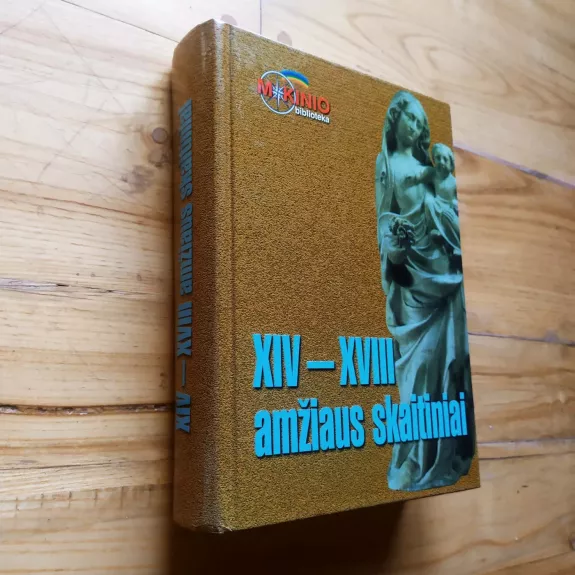 MOKINIO
biblioteka
XIV – XVIII
amžiaus skaitiniai
XIV – XVIII amžiaus skaitiniai